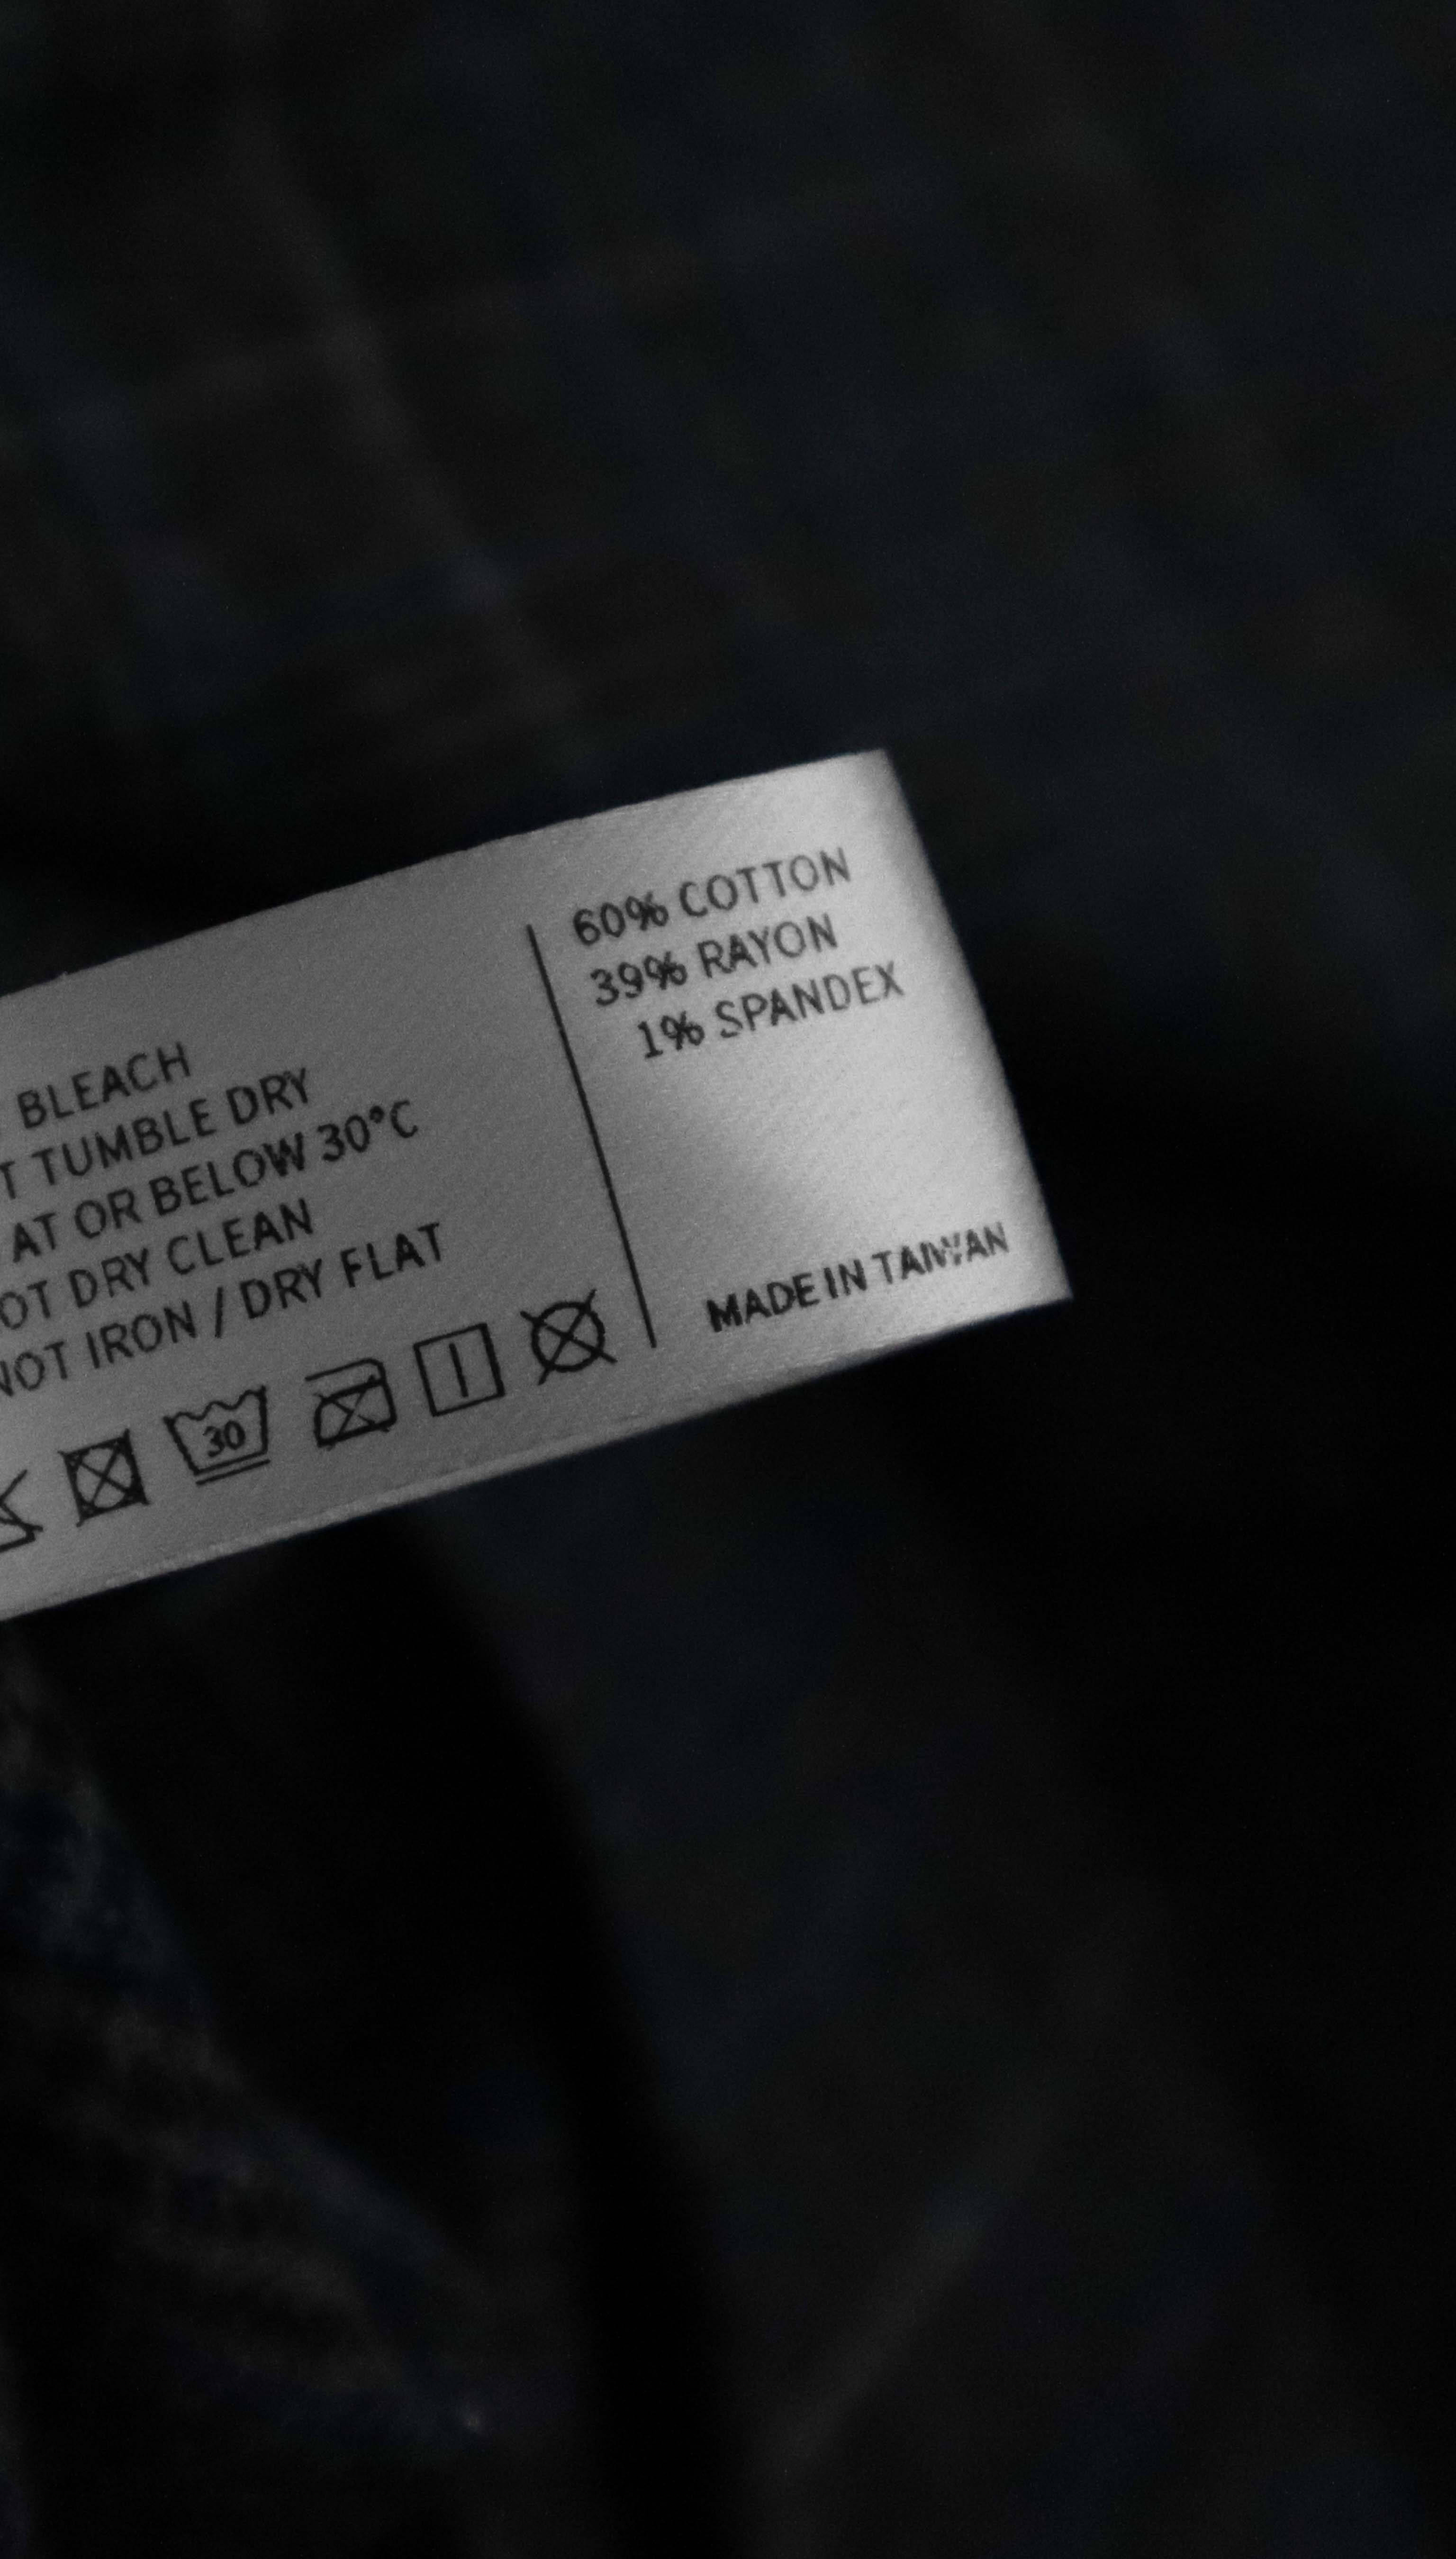 BLEACH
T TUMBLE DRY
AT OR BELOW 30°C
OT DRY CLEAN
NOT IRON / DRY FLAT
30
60% COTTON
39% RAYON
1% SPANDEX
MADE IN TAIWAN